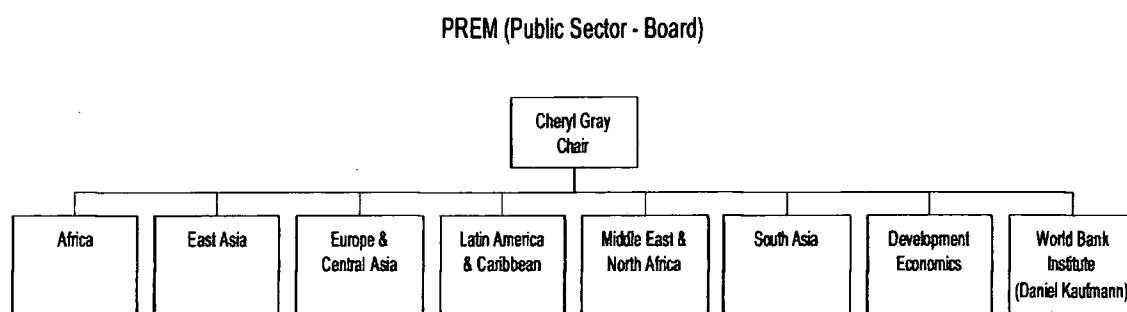 PREM (Public Sector - Board)
Cheryl Gray
Chair
Africa
East Asia
Europe &
Central Asia
Latin America
& Caribbean
Middle East &
North Africa
South Asia
Development
Economics
World Bank
Institute
(Daniel Kaufmann)